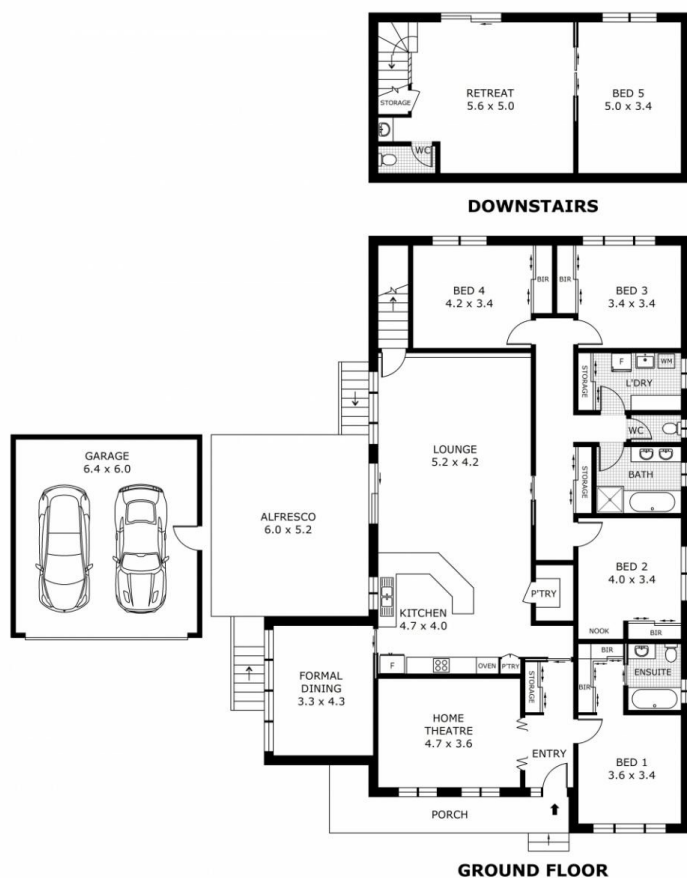 RETREAT
5.6 x 5.0
BED 5
5.0 x 3.4
STORAGE
WC
DOWNSTAIRS
BED 4
4.2 x 3.4
BIR
BIR
BED 3
3.4 x 3.4
STORAGE
F
WM
L'DRY
WC
LOUNGE
5.2 x 4.2
GARAGE
6.4 x 6.0
STORAGE
BATH
ALFRESCO
6.0 x 5.2
BED 2
4.0 x 3.4
P'TRY
KITCHEN
4.7 x 4.0
NOOK
BIR
F
OVEN
P'TRY
BIR
ENSUITE
FORMAL
DINING
3.3 x 4.3
STORAGE
BIR
HOME
THEATRE
4.7 x 3.6
ENTRY
BED 1
3.6 x 3.4
PORCH
GROUND FLOOR